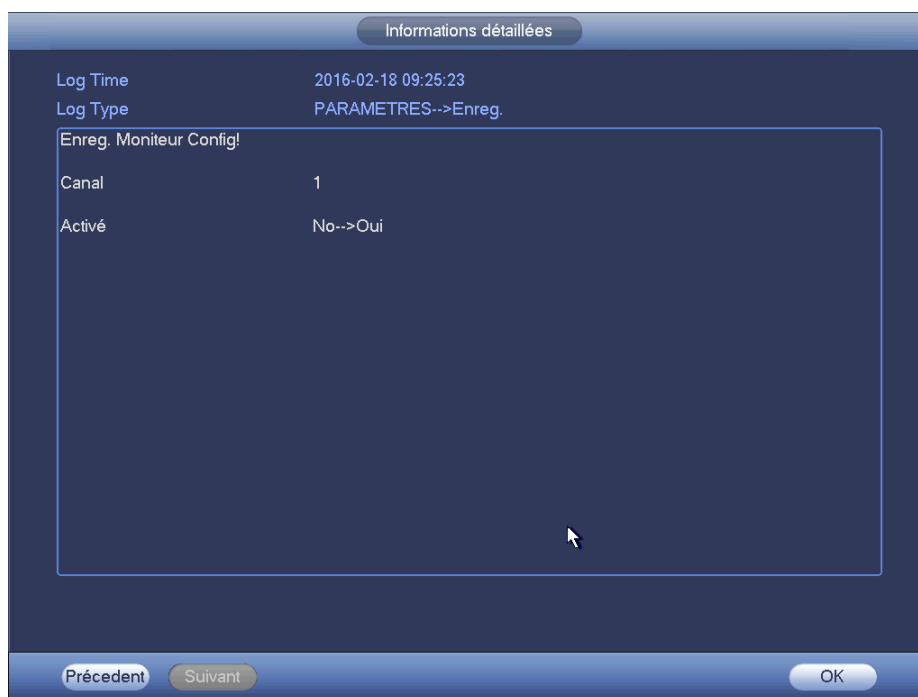 Informations détaillées
Log Time 2016-02-18 09:25:23
Log Type PARAMETRES-->Enreg.
Enreg. Moniteur Config!
Canal 1
Activé No-->Oui
Précedent Suivant OK